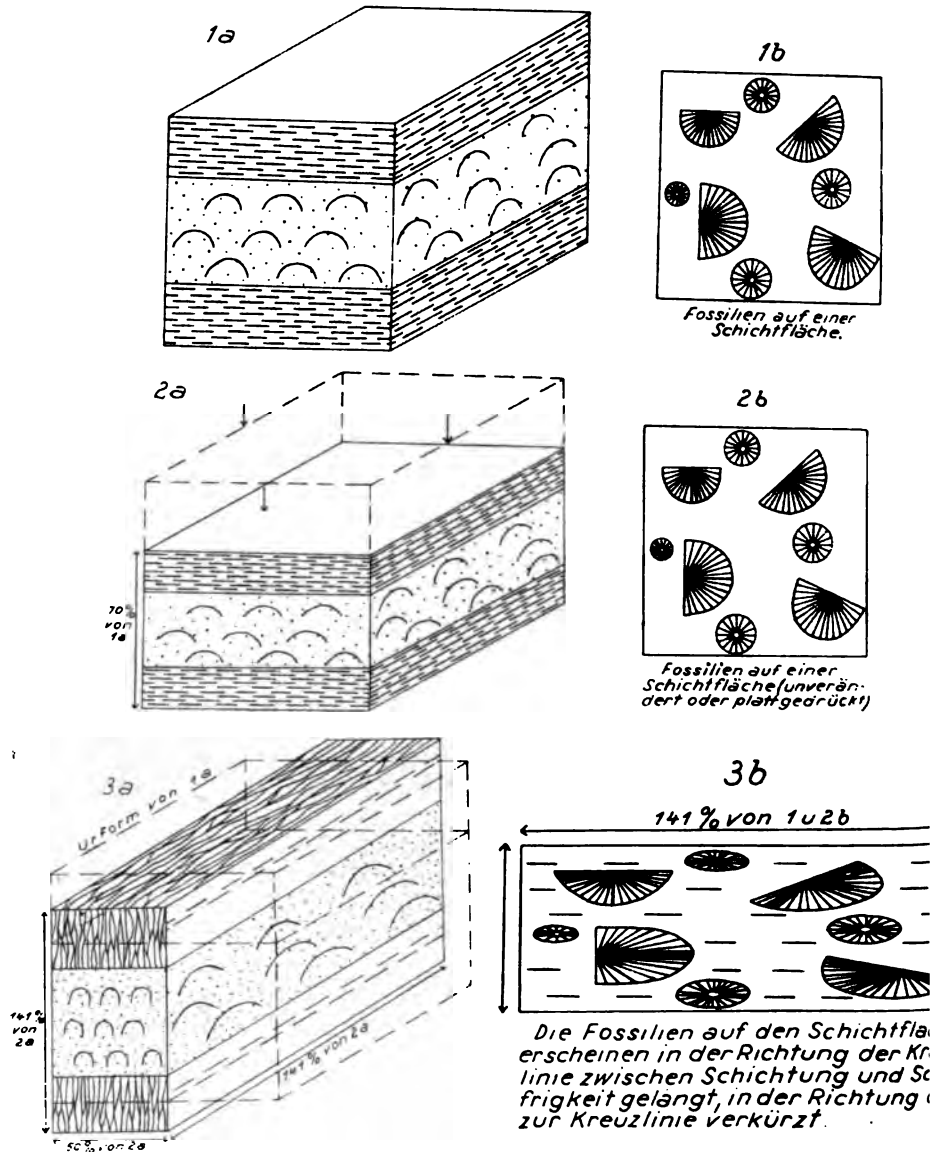 1a
1b
Fossilien auf einer
Schichtfläche.
2a
70%
von
1a
2b
Fossilien auf einer
Schichtfläche (unverän-
dert oder plattgedrückt)
3a
Urform von 1a
141%
von
2a
141% von 2a
50% von 2a
3b
141 % von 1 u 2b
Die Fossilien auf den
erscheinen in der Richtung der
linie zwischen Schichtung und
frigkeit gelängt, in der Richtung
zur Kreuzlinie verkürzt.